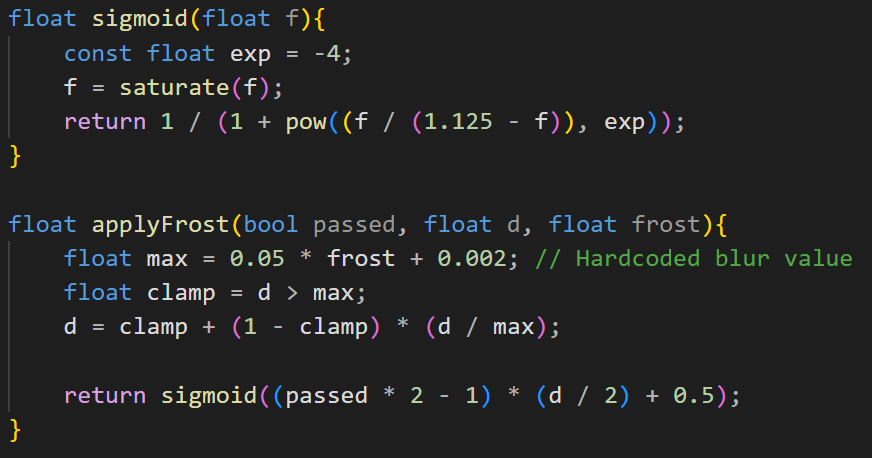 float sigmoid(float f){
    const float exp = -4;
    f = saturate(f);
    return 1 / (1 + pow((f / (1.125 - f)), exp));
}

float applyFrost(bool passed, float d, float frost){
    float max = 0.05 * frost + 0.002; // Hardcoded blur value
    float clamp = d > max;
    d = clamp + (1 - clamp) * (d / max);

    return sigmoid((passed * 2 - 1) * (d / 2) + 0.5);
}